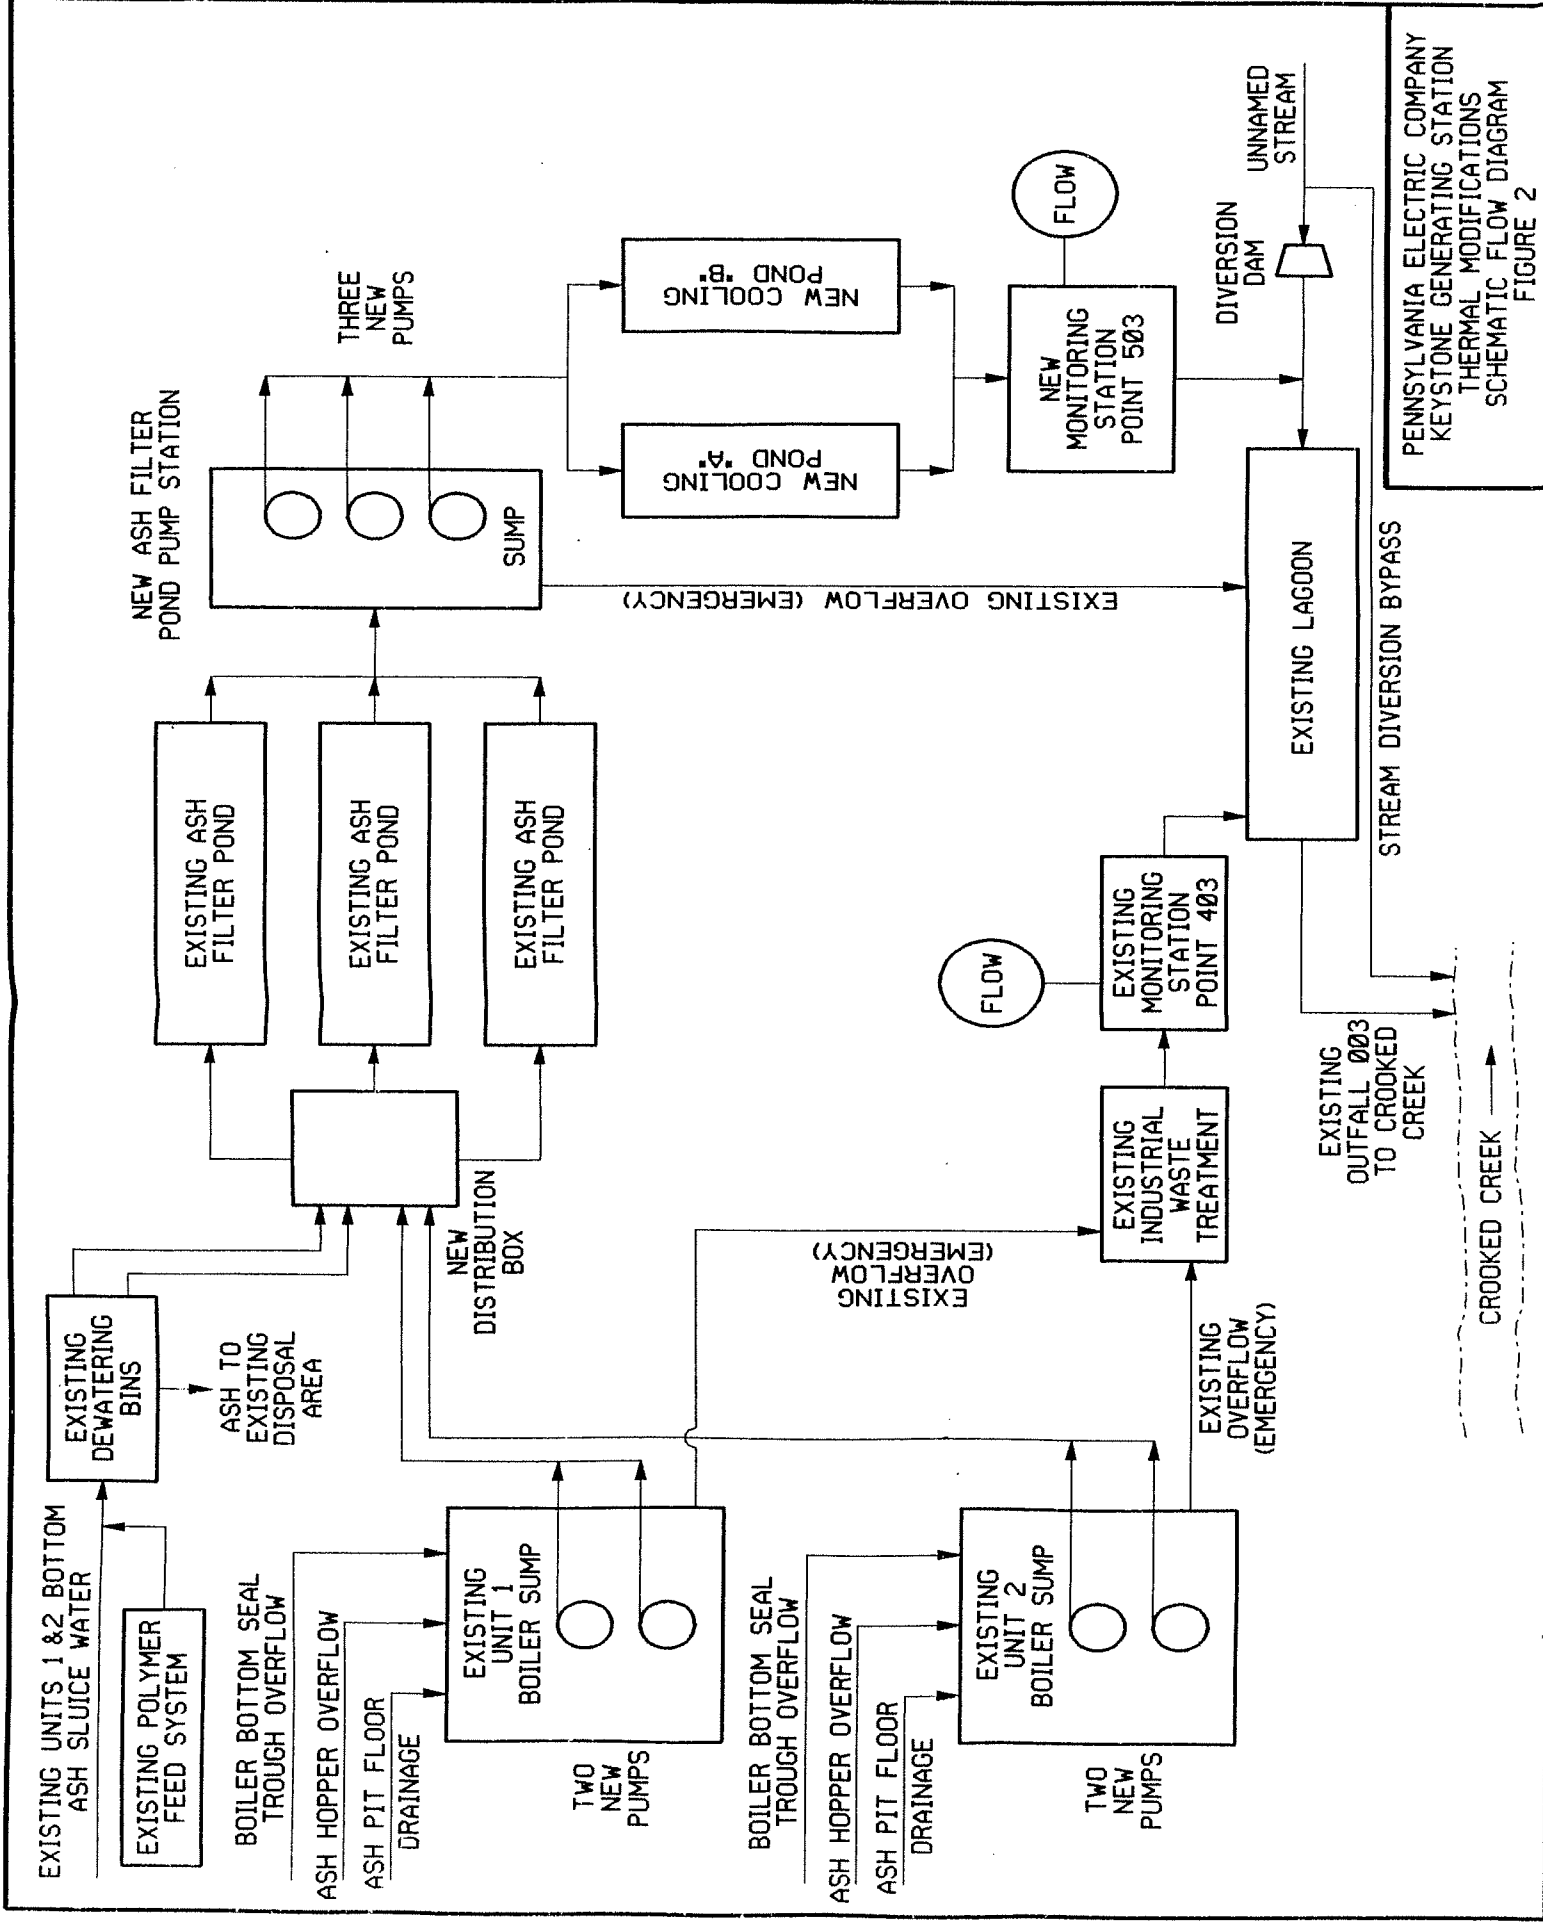 EXISTING UNITS 1 &2 BOTTOM
ASH SLUICE WATER
EXISTING POLYMER
FEED SYSTEM
EXISTING
DEWATERING
BINS
ASH TO
EXISTING
DISPOSAL
AREA
BOILER BOTTOM SEAL
TROUGH OVERFLOW
ASH HOPPER OVERFLOW
ASH PIT FLOOR
DRAINAGE
EXISTING
UNIT 1
BOILER SUMP
TWO
NEW
PUMPS
BOILER BOTTOM SEAL
TROUGH OVERFLOW
ASH HOPPER OVERFLOW
ASH PIT FLOOR
DRAINAGE
EXISTING
UNIT 2
BOILER SUMP
TWO
NEW
PUMPS
NEW
DISTRIBUTION
BOX
EXISTING
OVERFLOW
(EMERGENCY)
EXISTING
OVERFLOW
(EMERGENCY)
EXISTING ASH
FILTER POND
EXISTING ASH
FILTER POND
EXISTING ASH
FILTER POND
NEW ASH FILTER
POND PUMP STATION
SUMP
THREE
NEW
PUMPS
EXISTING OVERFLOW (EMERGENCY)
NEW COOLING
POND "A"
NEW COOLING
POND "B"
NEW
MONITORING
STATION
POINT 503
FLOW
EXISTING
INDUSTRIAL
WASTE
TREATMENT
EXISTING
MONITORING
STATION
POINT 403
FLOW
EXISTING LAGOON
DIVERSION
DAM
UNNAMED
STREAM
STREAM DIVERSION BYPASS
EXISTING
OUTFALL 003
TO CROOKED
CREEK
CROOKED CREEK
PENNSYLVANIA ELECTRIC COMPANY
KEYSTONE GENERATING STATION
THERMAL MODIFICATIONS
SCHEMATIC FLOW DIAGRAM
FIGURE 2